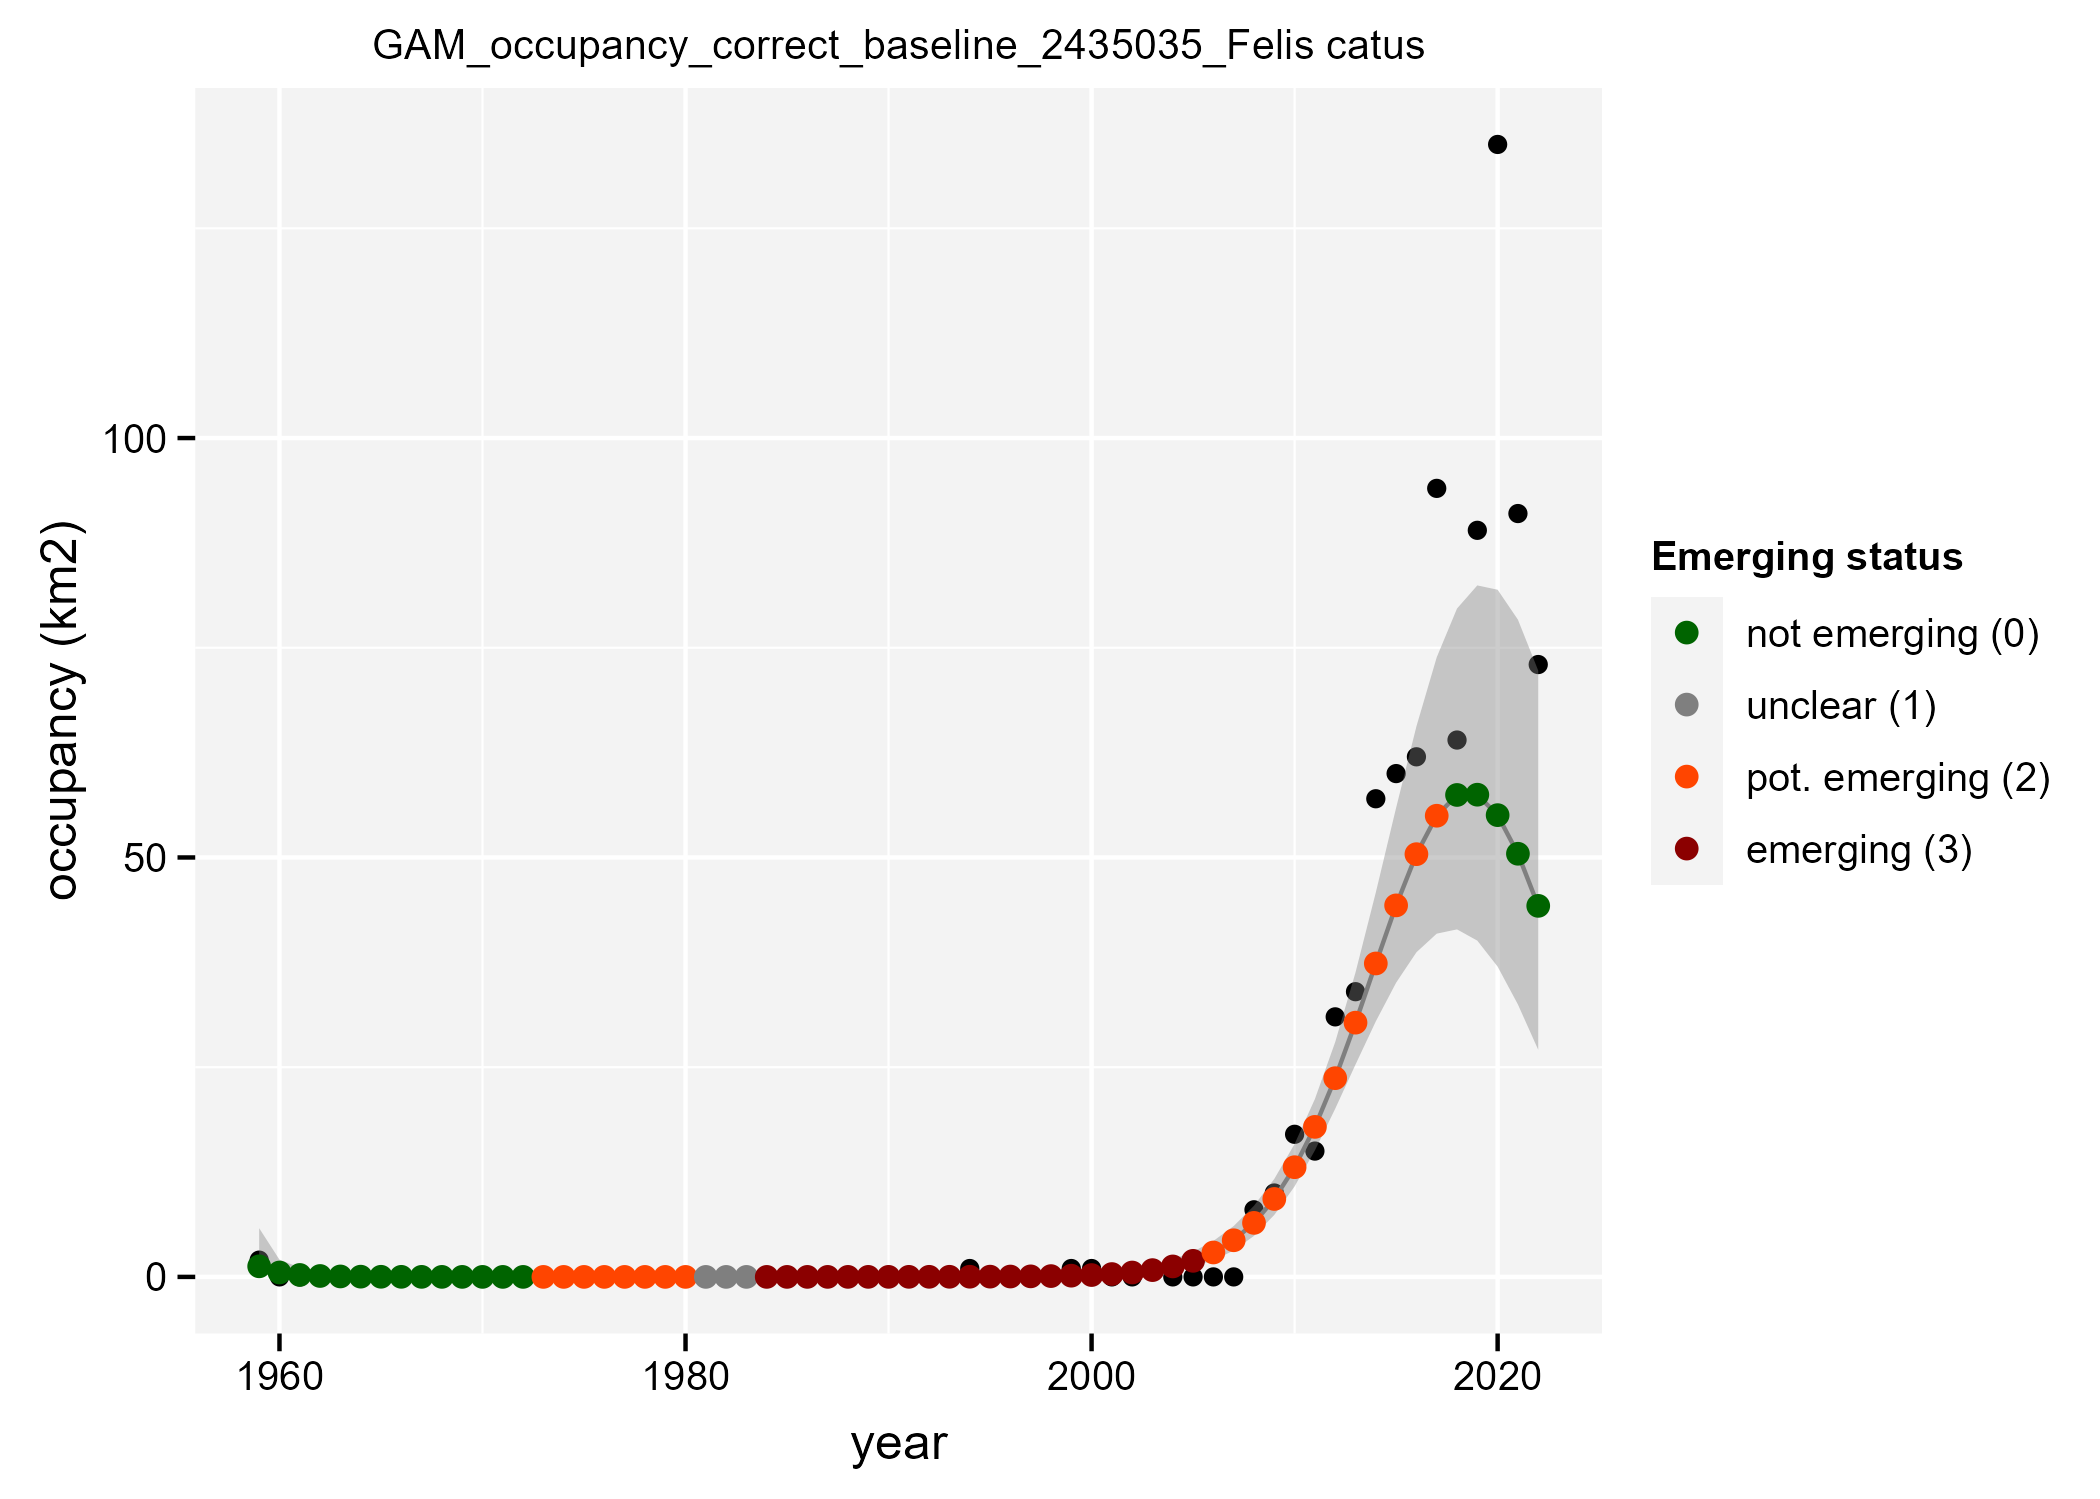 GAM_occupancy_correct_baseline_2435035_Felis catus
occupancy (km2)
100
50
0
1960 1980 2000 2020
year
Emerging status
not emerging (0)
unclear (1)
pot. emerging (2)
emerging (3)